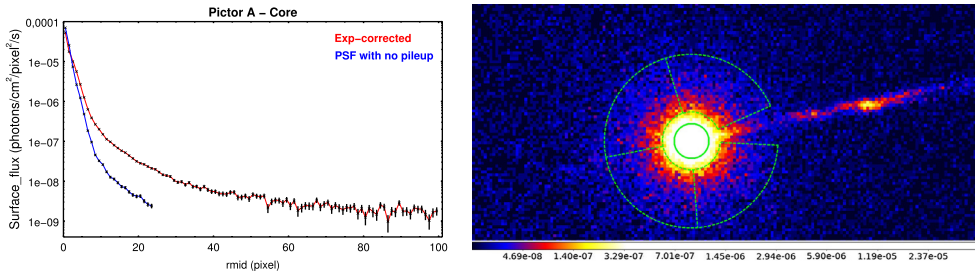 Pictor A – Core
Surface_flux (photons/cm²/pixel²/s)
0,0001
1e–05
1e–06
1e–07
1e–08
1e–09
Exp–corrected
PSF with no pileup
0 20 40 60 80 100
rmid (pixel)
4.69e-08 1.40e-07 3.29e-07 7.01e-07 1.45e-06 2.94e-06 5.90e-06 1.19e-05 2.37e-05